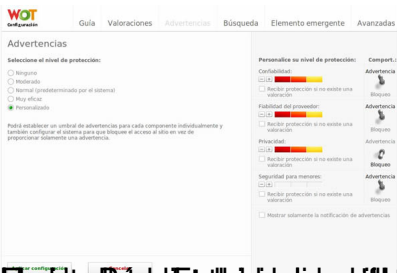 WOT
Configuración
Guía
Valoraciones
Advertencias
Búsqueda
Elemento emergente
Avanzadas
Advertencias
Seleccione el nivel de protección:
Ninguno
Moderado
Normal (predeterminado por el sistema)
Muy eficaz
Personalizado
Podrá establecer un umbral de advertencias para cada componente individualmente y
también configurar el sistema para que bloquee el acceso al sitio en vez de
proporcionar solamente una advertencia.
Personalice su nivel de protección:
Comport.:
Confiabilidad:
Advertencia
Recibir protección si no existe una
valoración
Bloqueo
Fiabilidad del proveedor:
Advertencia
Recibir protección si no existe una
valoración
Bloqueo
Privacidad:
Advertencia
Recibir protección si no existe una
valoración
Bloqueo
Seguridad para menores:
Advertencia
Recibir protección si no existe una
valoración
Bloqueo
Mostrar solamente la notificación de advertencias
configuración